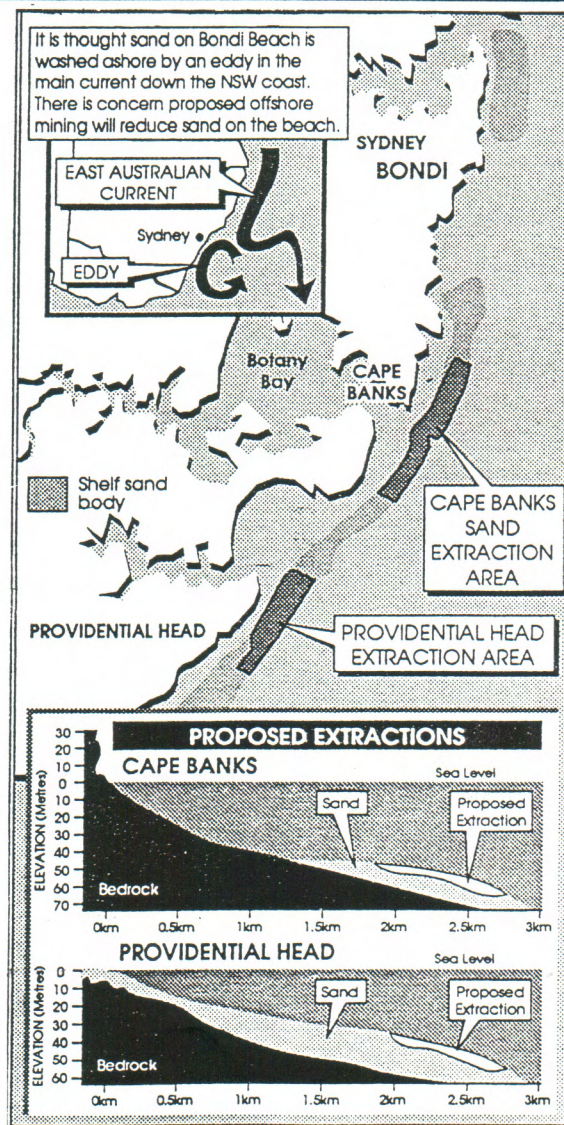 It is thought sand on Bondi Beach is
washed ashore by an eddy in the
main current down the NSW coast.
There is concern proposed offshore
mining will reduce sand on the beach.
SYDNEY
BONDI
EAST AUSTRALIAN
CURRENT
Sydney
EDDY
Botany
Bay
CAPE
BANKS
Shelf sand
body
CAPE BANKS
SAND
EXTRACTION
AREA
PROVIDENTIAL HEAD
PROVIDENTIAL HEAD
EXTRACTION AREA
PROPOSED EXTRACTIONS
CAPE BANKS
Sea Level
ELEVATION (Metres)
30
20
10
0
10
20
30
40
50
60
70
Sand
Proposed
Extraction
Bedrock
0km 0.5km 1km 1.5km 2km 2.5km 3km
PROVIDENTIAL HEAD
Sea Level
ELEVATION (Metres)
0
10
20
30
40
50
60
Sand
Proposed
Extraction
Bedrock
0km 0.5km 1km 1.5km 2km 2.5km 3km